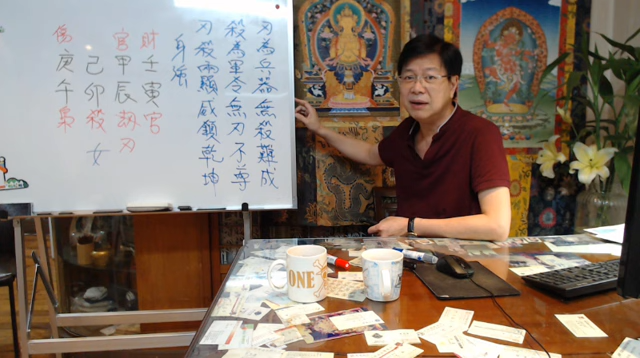 刃為兵器無殺難成
殺為軍令無刃不尊
刃殺兩顯威鎮乾坤
身
財壬寅官
官甲辰劫刃
己卯殺女
傷庚午梟
ONE